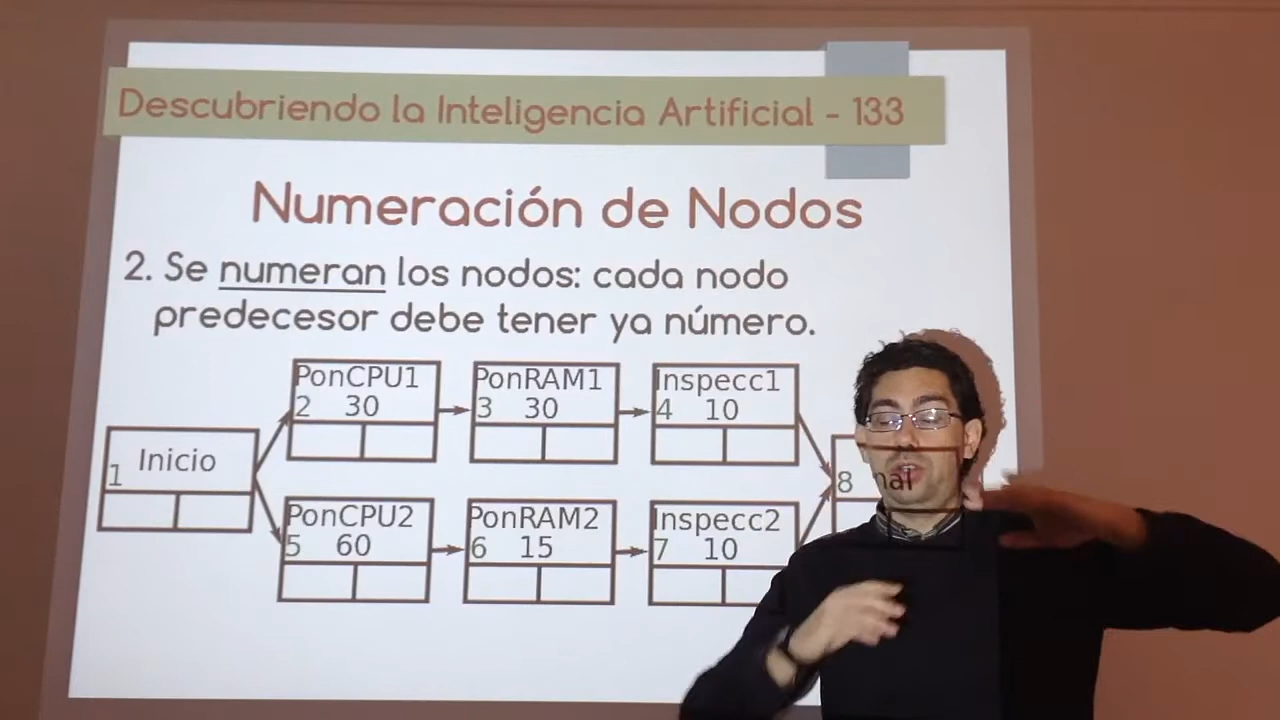 Descubriendo la Inteligencia Artificial - 133
Numeración de Nodos
2. Se numeran los nodos: cada nodo
predecesor debe tener ya número.
PonCPU1
2 30
PonRAM1
3 30
Inspecc1
4 10
Inicio
1
8 nal
PonCPU2
5 60
PonRAM2
6 15
Inspecc2
7 10